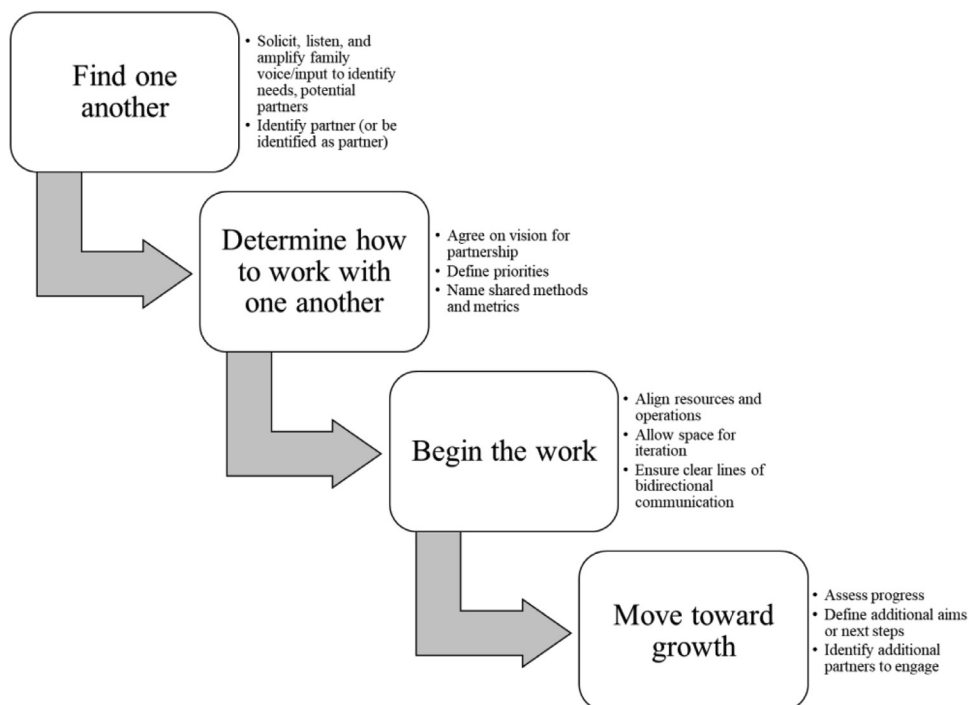 Find one
another
• Solicit, listen, and
amplify family
voice/input to identify
needs, potential
partners
• Identify partner (or be
identified as partner)
Determine how
to work with
one another
• Agree on vision for
partnership
• Define priorities
• Name shared methods
and metrics
Begin the work
• Align resources and
operations
• Allow space for
iteration
• Ensure clear lines of
bidirectional
communication
Move toward
growth
• Assess progress
• Define additional aims
or next steps
• Identify additional
partners to engage